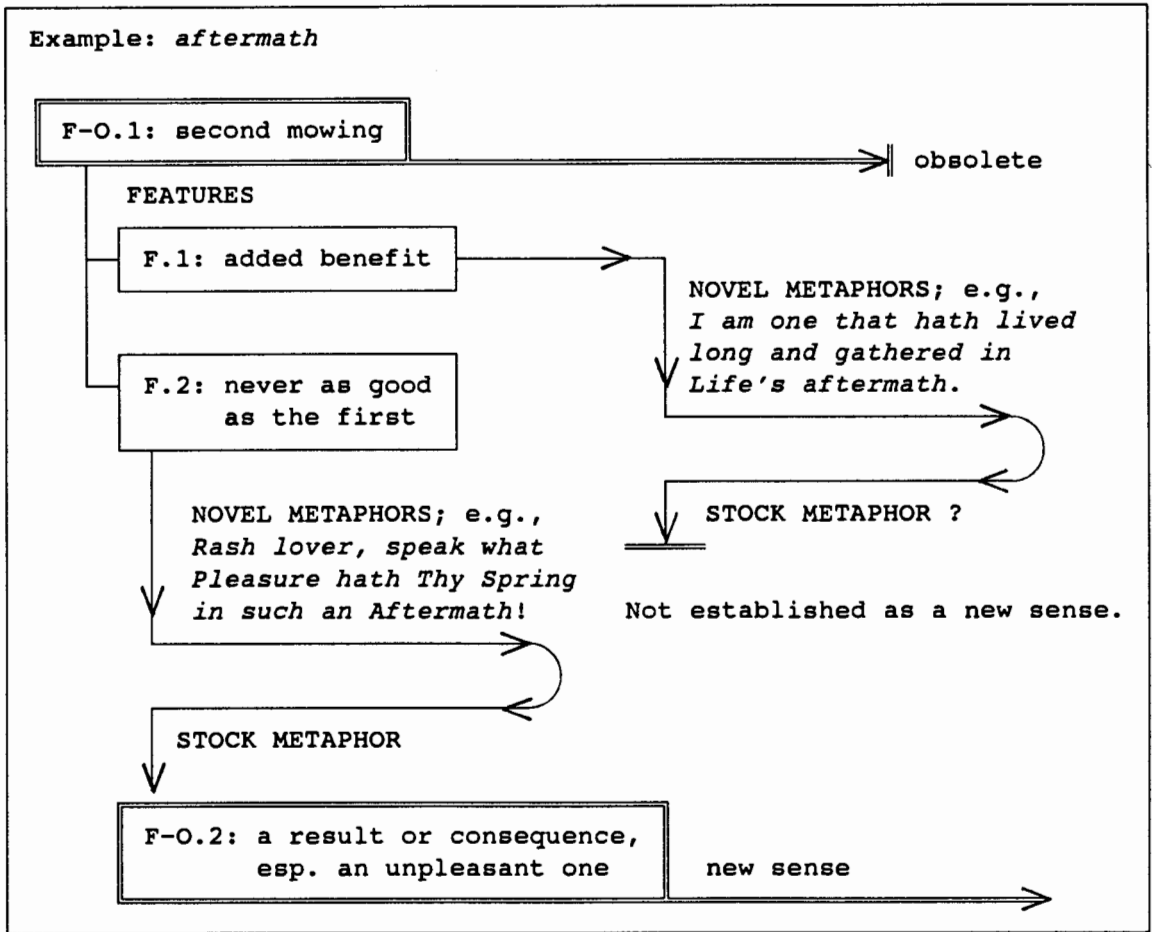 Example: aftermath
F-O.1: second mowing
obsolete
FEATURES
F.1: added benefit
NOVEL METAPHORS; e.g.,
I am one that hath lived
long and gathered in
Life's aftermath.
F.2: never as good
as the first
STOCK METAPHOR ?
Not established as a new sense.
NOVEL METAPHORS; e.g.,
Rash lover, speak what
Pleasure hath Thy Spring
in such an Aftermath!
STOCK METAPHOR
F-O.2: a result or consequence,
esp. an unpleasant one
new sense